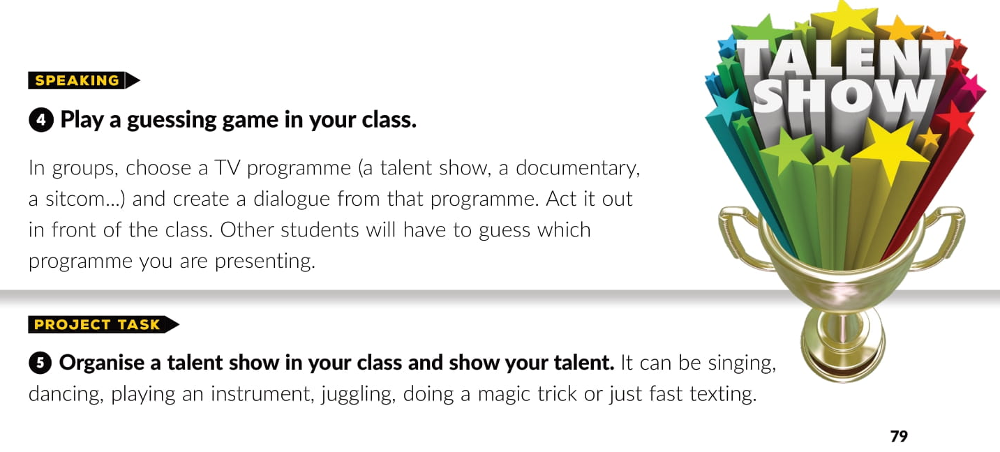 TALENT
SHOW
SPEAKING
4 Play a guessing game in your class.
In groups, choose a TV programme (a talent show, a documentary,
a sitcom...) and create a dialogue from that programme. Act it out
in front of the class. Other students will have to guess which
programme you are presenting.
PROJECT TASK
5 Organise a talent show in your class and show your talent. It can be singing,
dancing, playing an instrument, juggling, doing a magic trick or just fast texting.
79